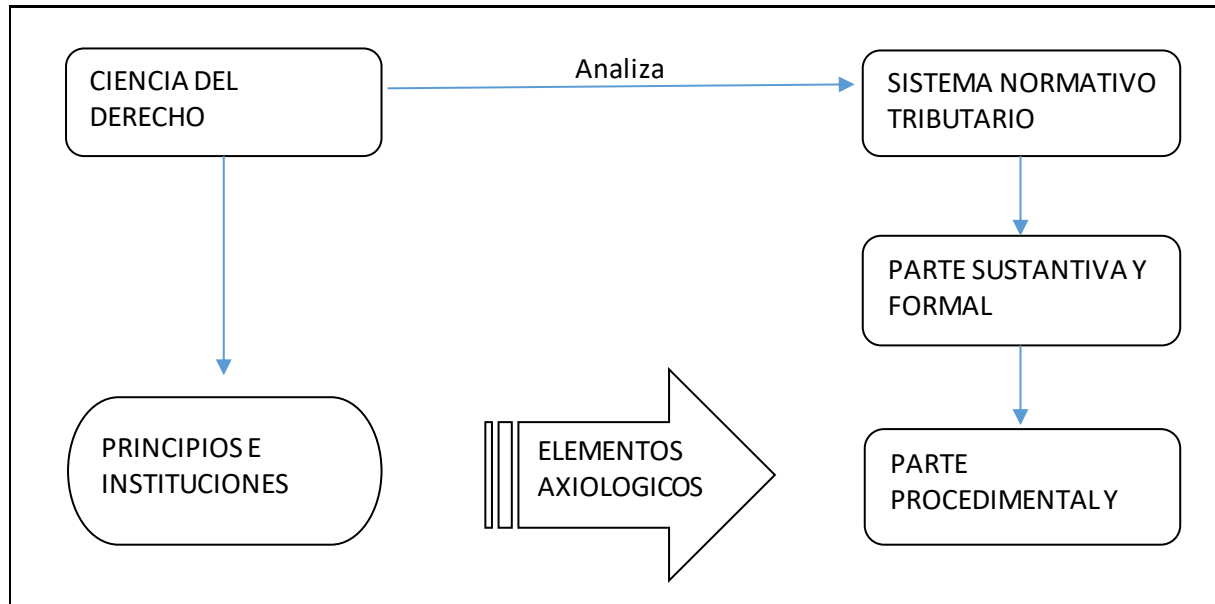 CIENCIA DEL
DERECHO
Analiza
SISTEMA NORMATIVO
TRIBUTARIO
PARTE SUSTANTIVA Y
FORMAL
PRINCIPIOS E
INSTITUCIONES
ELEMENTOS
AXIOLOGICOS
PARTE
PROCEDIMENTAL Y